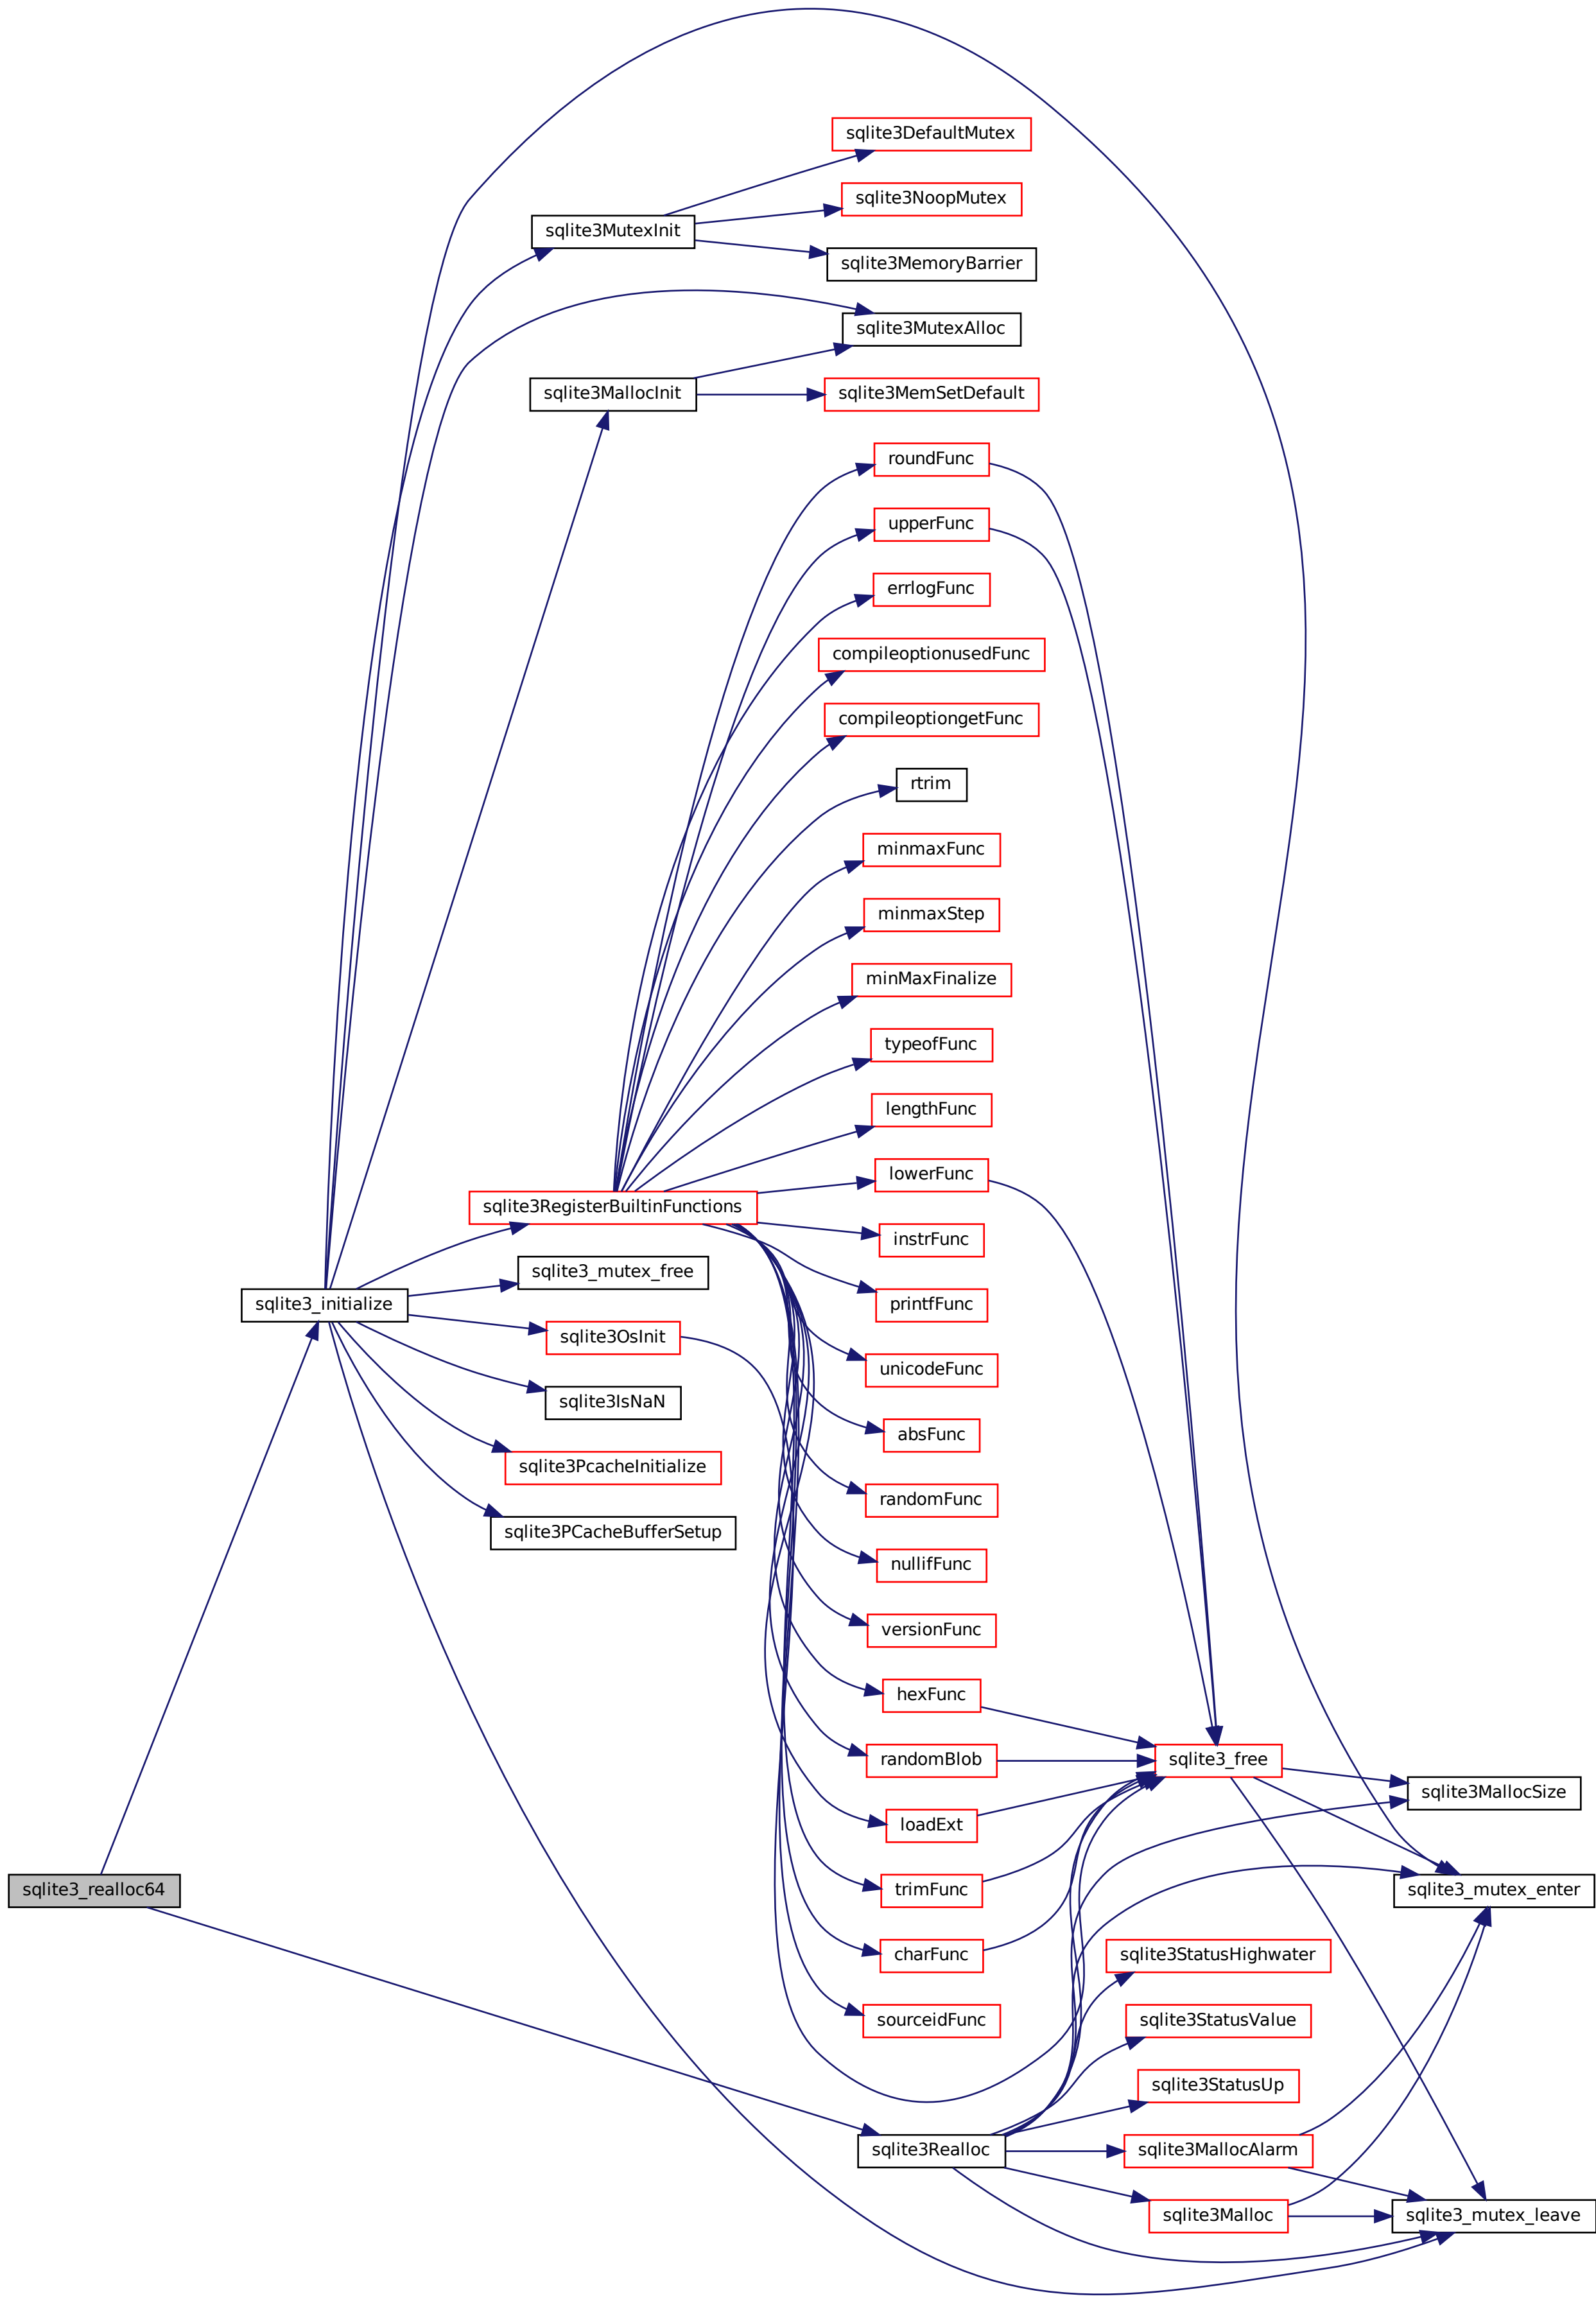 sqlite3DefaultMutex
sqlite3NoopMutex
sqlite3MutexInit
sqlite3MemoryBarrier
sqlite3MutexAlloc
sqlite3MallocInit
sqlite3MemSetDefault
roundFunc
upperFunc
errlogFunc
compileoptionusedFunc
compileoptiongetFunc
rtrim
minmaxFunc
minmaxStep
minMaxFinalize
typeofFunc
lengthFunc
lowerFunc
sqlite3RegisterBuiltinFunctions
instrFunc
sqlite3_mutex_free
sqlite3_initialize
printfFunc
sqlite3OsInit
unicodeFunc
sqlite3IsNaN
absFunc
sqlite3PcacheInitialize
randomFunc
sqlite3PCacheBufferSetup
nullifFunc
versionFunc
hexFunc
randomBlob
sqlite3_free
sqlite3MallocSize
loadExt
sqlite3_realloc64
trimFunc
sqlite3_mutex_enter
charFunc
sqlite3StatusHighwater
sourceidFunc
sqlite3StatusValue
sqlite3StatusUp
sqlite3Realloc
sqlite3MallocAlarm
sqlite3Malloc
sqlite3_mutex_leave